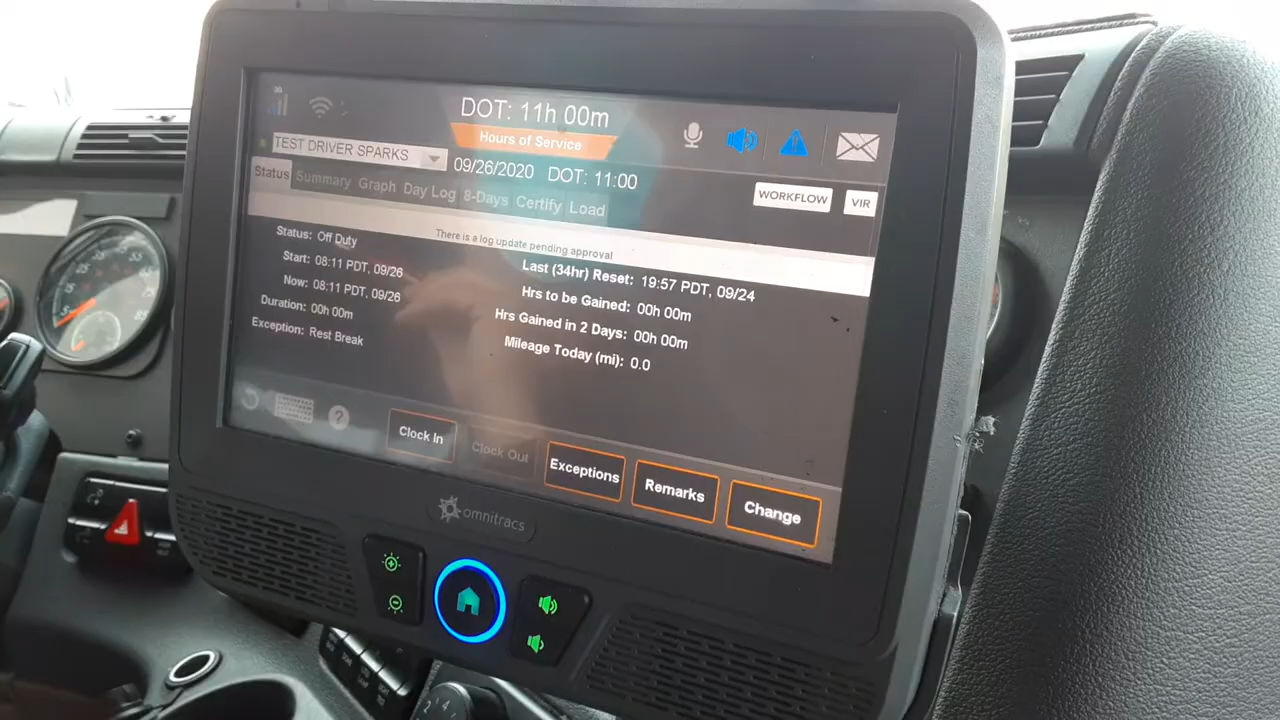 3G
DOT: 11h 00m
Hours of Service
TEST DRIVER SPARKS
09/26/2020 DOT: 11:00
WORKFLOW VIR
Status Summary Graph Day Log 8-Days Certify Load
There is a log update pending approval
Status: Off Duty
Start: 08:11 PDT, 09/26
Now: 08:11 PDT, 09/26
Duration: 00h 00m
Exception: Rest Break
Last (34hr) Reset: 19:57 PDT, 09/24
Hrs to be Gained: 00h 00m
Hrs Gained in 2 Days: 00h 00m
Mileage Today (mi): 0.0
?
Clock In
Clock Out
Exceptions
Remarks
Change
omnitracs